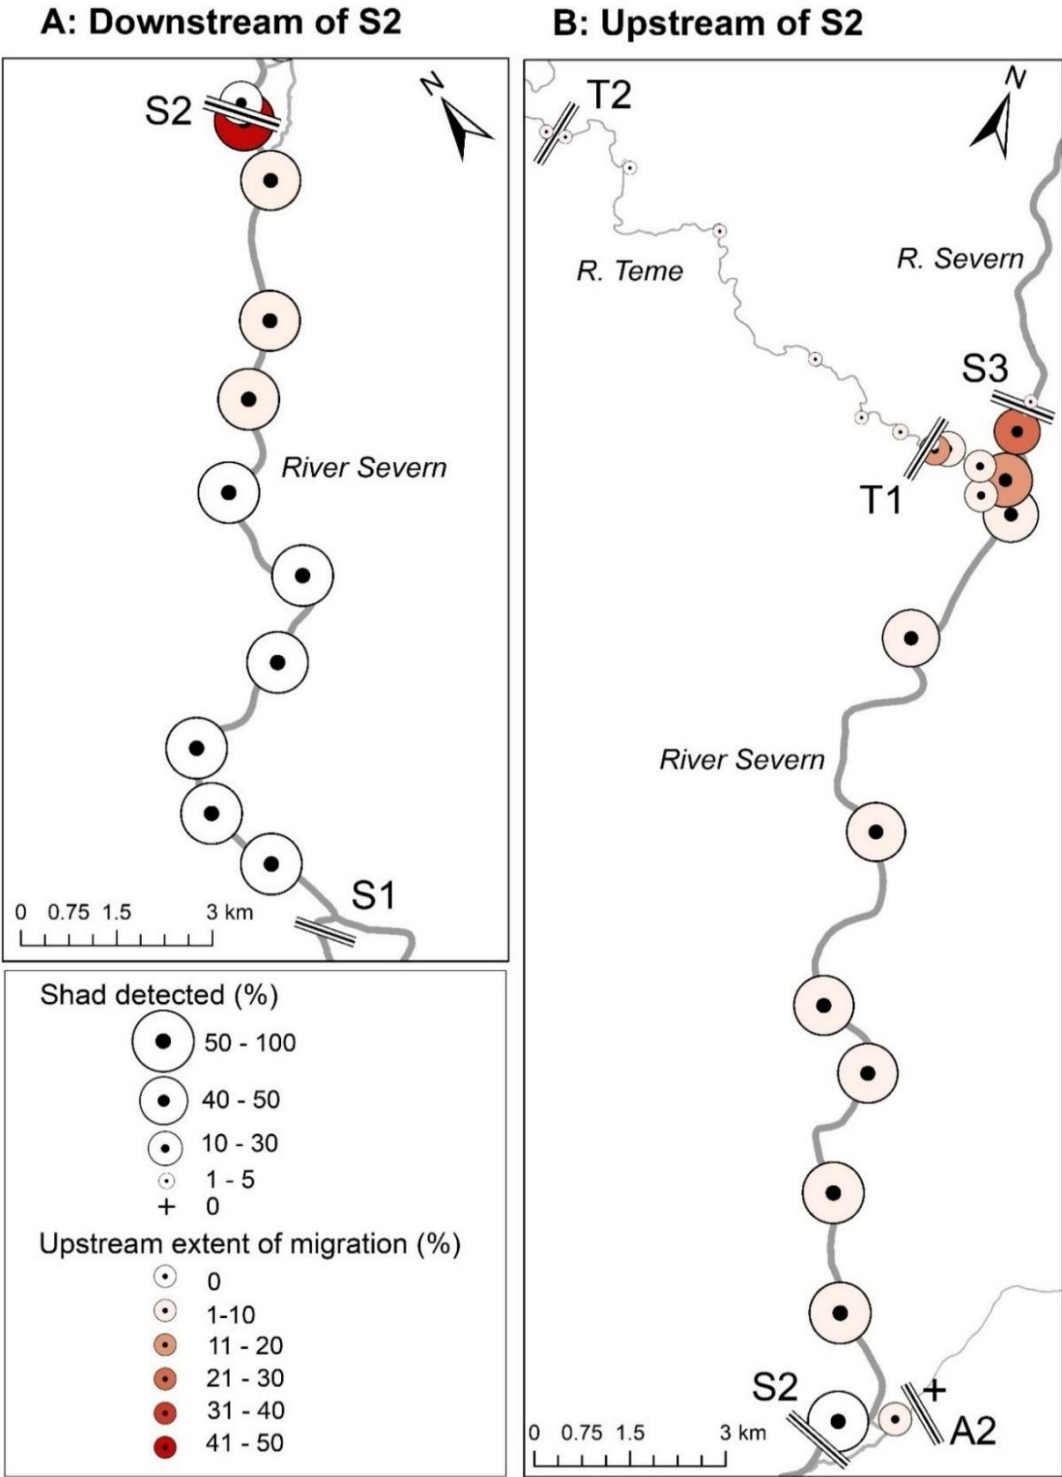 A: Downstream of S2
S2
N
River Severn
S1
0 0.75 1.5 3 km
Shad detected (%)
50 - 100
40 - 50
10 - 30
1 - 5
+ 0
Upstream extent of migration (%)
0
1-10
11 - 20
21 - 30
31 - 40
41 - 50
B: Upstream of S2
N
T2
R. Teme
R. Severn
S3
T1
River Severn
S2
+
A2
0 0.75 1.5 3 km